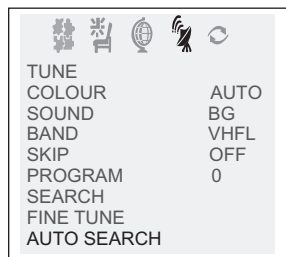 TUNE
COLOUR AUTO
SOUND BG
BAND VHFL
SKIP OFF
PROGRAM 0
SEARCH
FINE TUNE
AUTO SEARCH